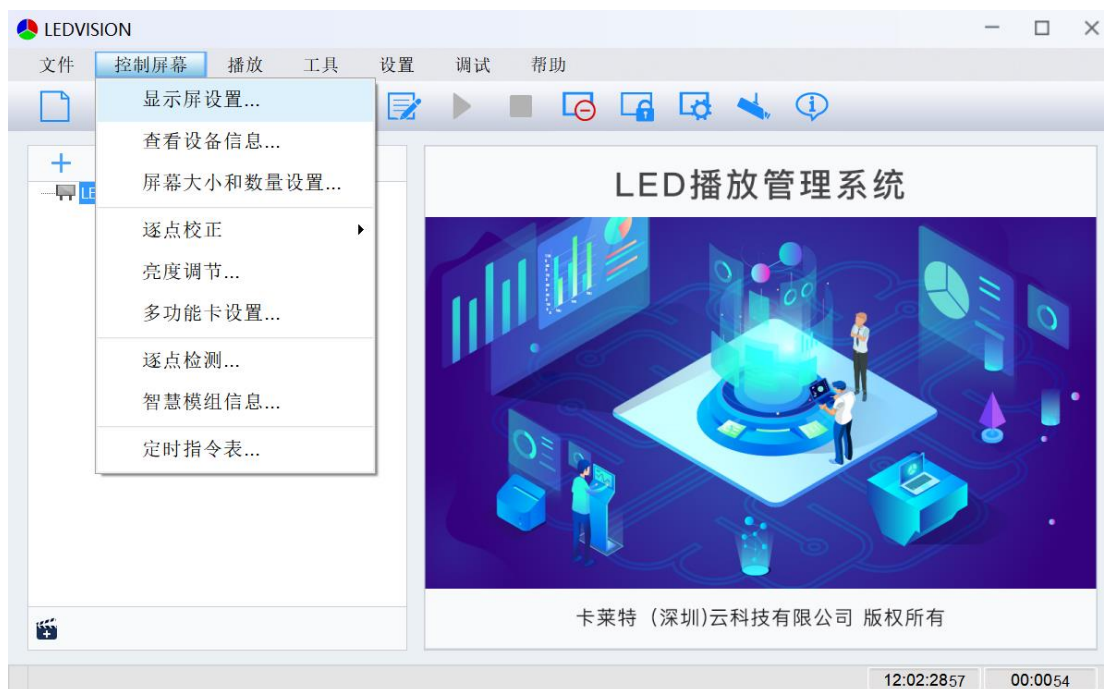 LEDVISION
文件 控制屏幕 播放 工具 设置 调试 帮助
显示屏设置...
查看设备信息...
屏幕大小和数量设置...
逐点校正
亮度调节...
多功能卡设置...
逐点检测...
智慧模组信息...
定时指令表...
LE
LED播放管理系统
卡莱特（深圳)云科技有限公司 版权所有
12:02:2857 00:0054